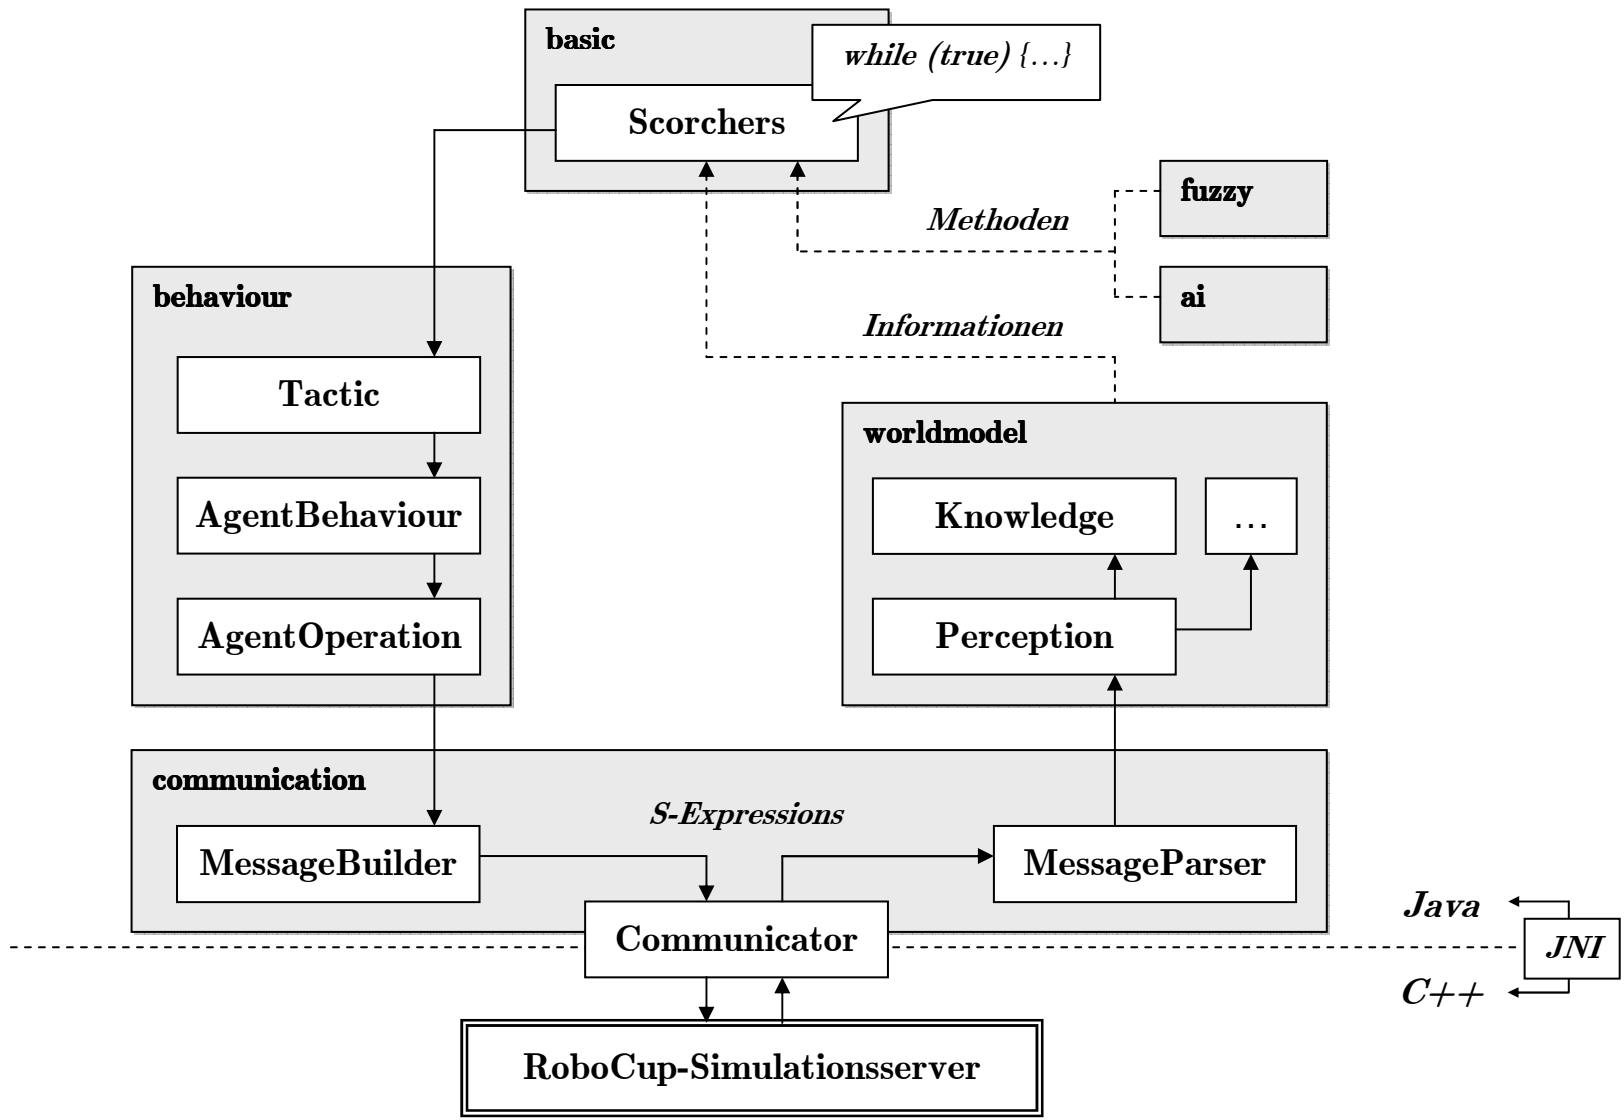 basic
while (true) {…}
Scorchers
fuzzy
Methoden
behaviour
ai
Informationen
Tactic
worldmodel
AgentBehaviour
Knowledge
…
AgentOperation
Perception
communication
S-Expressions
MessageBuilder
MessageParser
Java
Communicator
JNI
C++
RoboCup-Simulationsserver